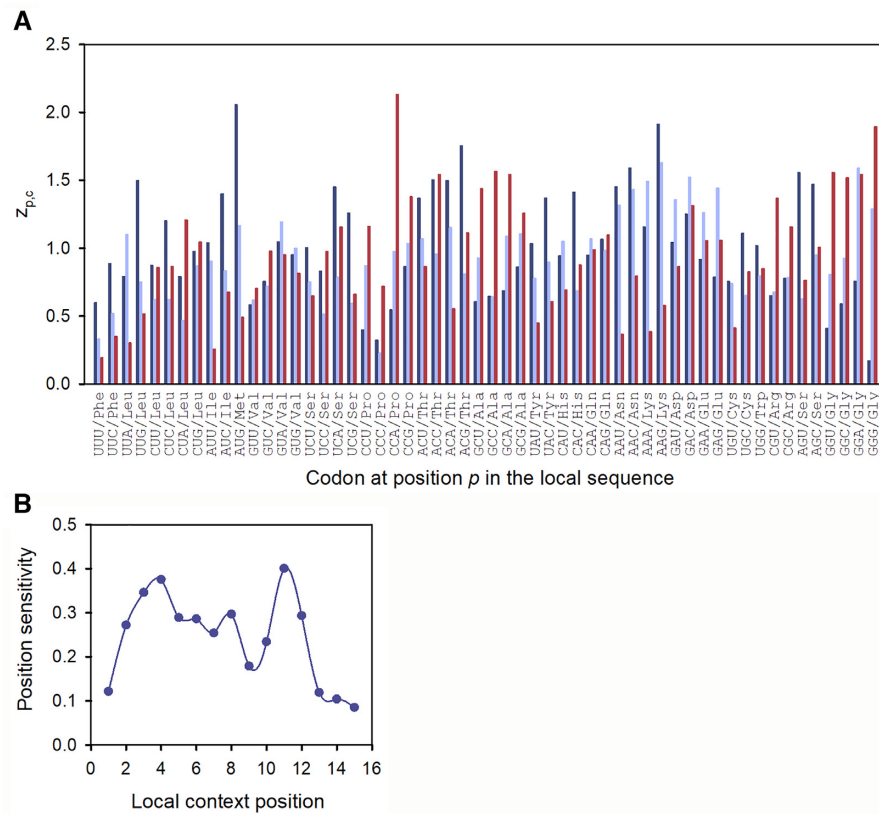 A
2.5
2.0
1.5
1.0
0.5
0.0
z p,c
UUU/Phe
UUC/Phe
UUA/Leu
UUG/Leu
CUU/Leu
CUC/Leu
CUA/Leu
CUG/Leu
AUU/Ile
AUC/Ile
AUG/Met
GUU/Val
GUC/Val
GUA/Val
GUG/Val
UCU/Ser
UCC/Ser
UCA/Ser
UCG/Ser
CCU/Pro
CCC/Pro
CCA/Pro
CCG/Pro
ACU/Thr
ACC/Thr
ACA/Thr
ACG/Thr
GCU/Ala
GCC/Ala
GCA/Ala
GCG/Ala
UAU/Tyr
UAC/Tyr
CAU/His
CAC/His
CAA/Gln
CAG/Gln
AAU/Asn
AAC/Asn
AAA/Lys
AAG/Lys
GAU/Asp
GAC/Asp
GAA/Glu
GAG/Glu
UGU/Cys
UGC/Cys
UGG/Trp
CGU/Arg
CGC/Arg
AGU/Ser
AGC/Ser
GGU/Gly
GGC/Gly
GGA/Gly
GGG/Gly
Codon at position p in the local sequence
B
0.5
0.4
0.3
0.2
0.1
0.0
Position sensitivity
0 2 4 6 8 10 12 14 16
Local context position